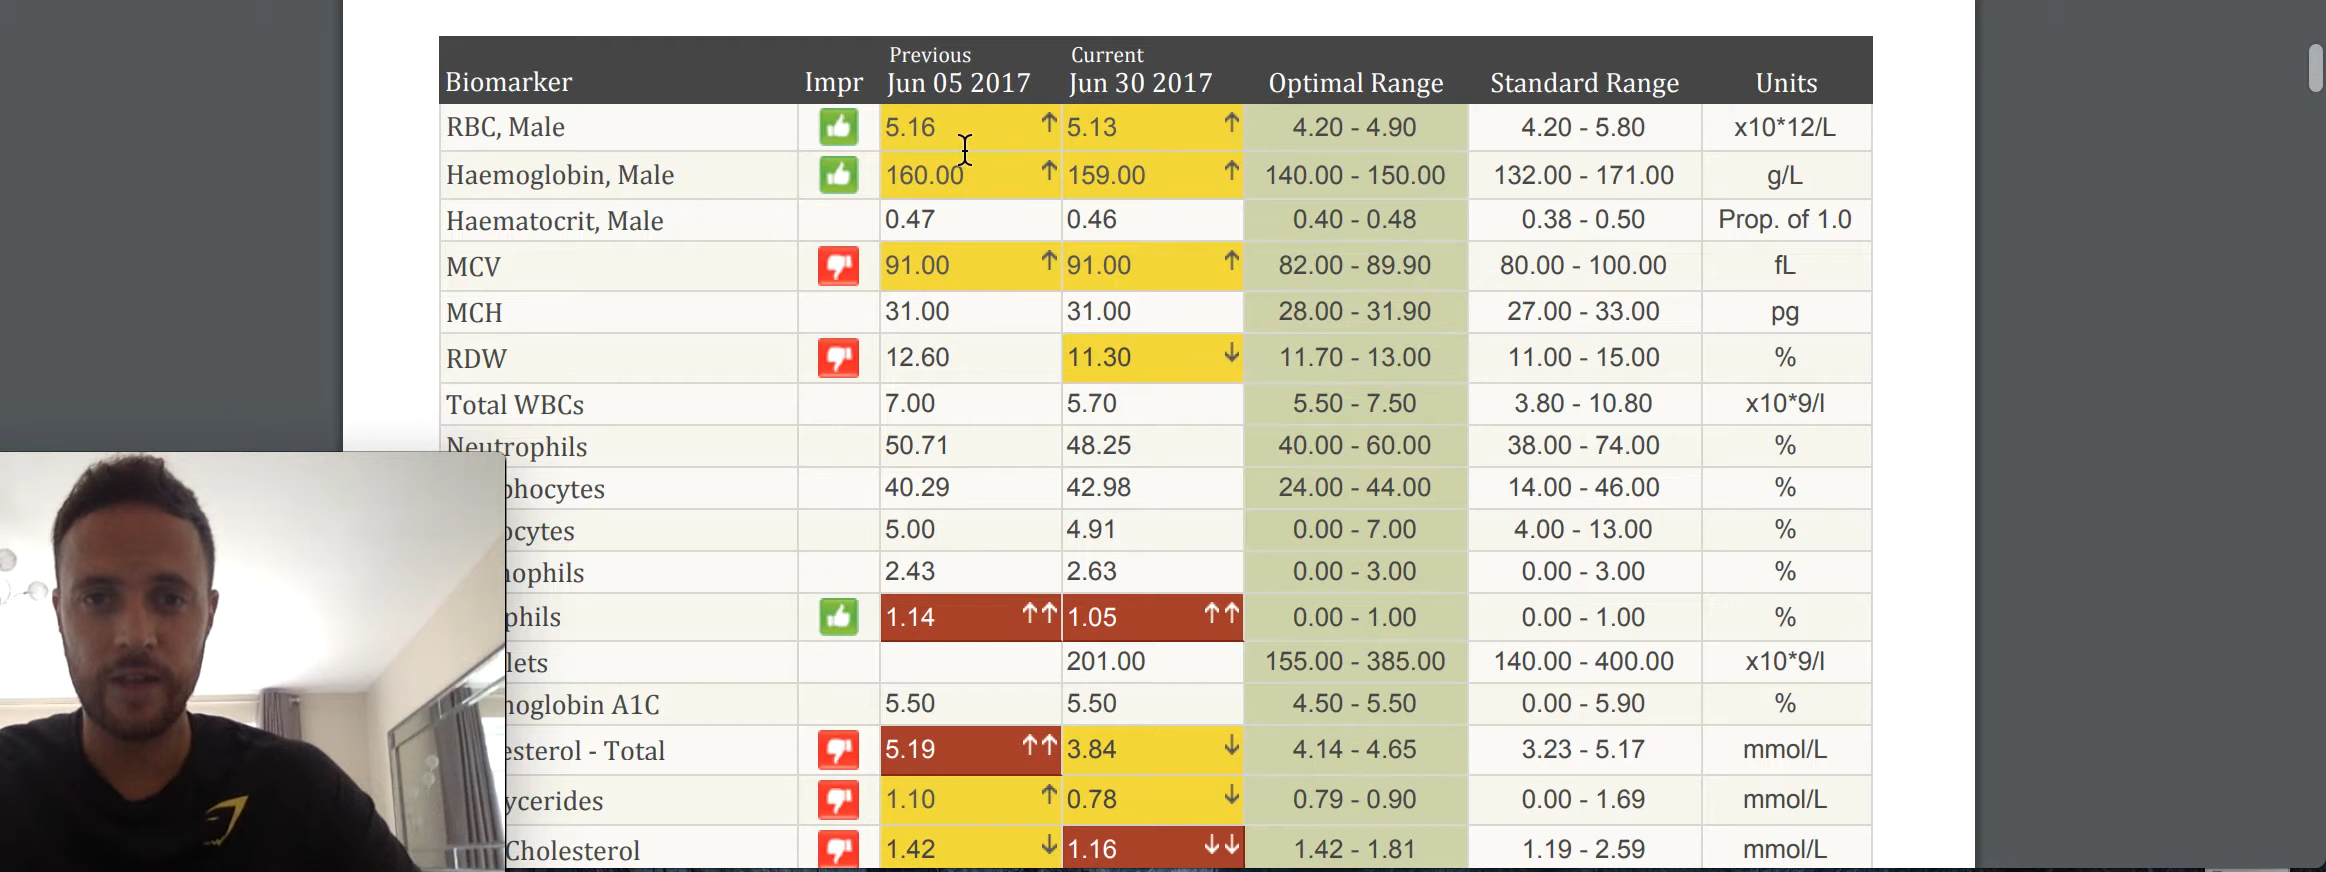 Previous Current
Biomarker Impr Jun 05 2017 Jun 30 2017 Optimal Range Standard Range Units
RBC, Male 5.16 ↑ 5.13 ↑ 4.20 - 4.90 4.20 - 5.80 x10*12/L
Haemoglobin, Male 160.00 ↑ 159.00 ↑ 140.00 - 150.00 132.00 - 171.00 g/L
Haematocrit, Male 0.47 0.46 0.40 - 0.48 0.38 - 0.50 Prop. of 1.0
MCV 91.00 ↑ 91.00 ↑ 82.00 - 89.90 80.00 - 100.00 fL
MCH 31.00 31.00 28.00 - 31.90 27.00 - 33.00 pg
RDW 12.60 11.30 ↓ 11.70 - 13.00 11.00 - 15.00 %
Total WBCs 7.00 5.70 5.50 - 7.50 3.80 - 10.80 x10*9/l
Neutrophils 50.71 48.25 40.00 - 60.00 38.00 - 74.00 %
phocytes 40.29 42.98 24.00 - 44.00 14.00 - 46.00 %
ocytes 5.00 4.91 0.00 - 7.00 4.00 - 13.00 %
nophils 2.43 2.63 0.00 - 3.00 0.00 - 3.00 %
phils 1.14 ↑↑ 1.05 ↑↑ 0.00 - 1.00 0.00 - 1.00 %
lets 201.00 155.00 - 385.00 140.00 - 400.00 x10*9/l
moglobin A1C 5.50 5.50 4.50 - 5.50 0.00 - 5.90 %
esterol - Total 5.19 ↑↑ 3.84 ↓ 4.14 - 4.65 3.23 - 5.17 mmol/L
ycerides 1.10 ↑ 0.78 ↓ 0.79 - 0.90 0.00 - 1.69 mmol/L
Cholesterol 1.42 ↓ 1.16 ↓↓ 1.42 - 1.81 1.19 - 2.59 mmol/L